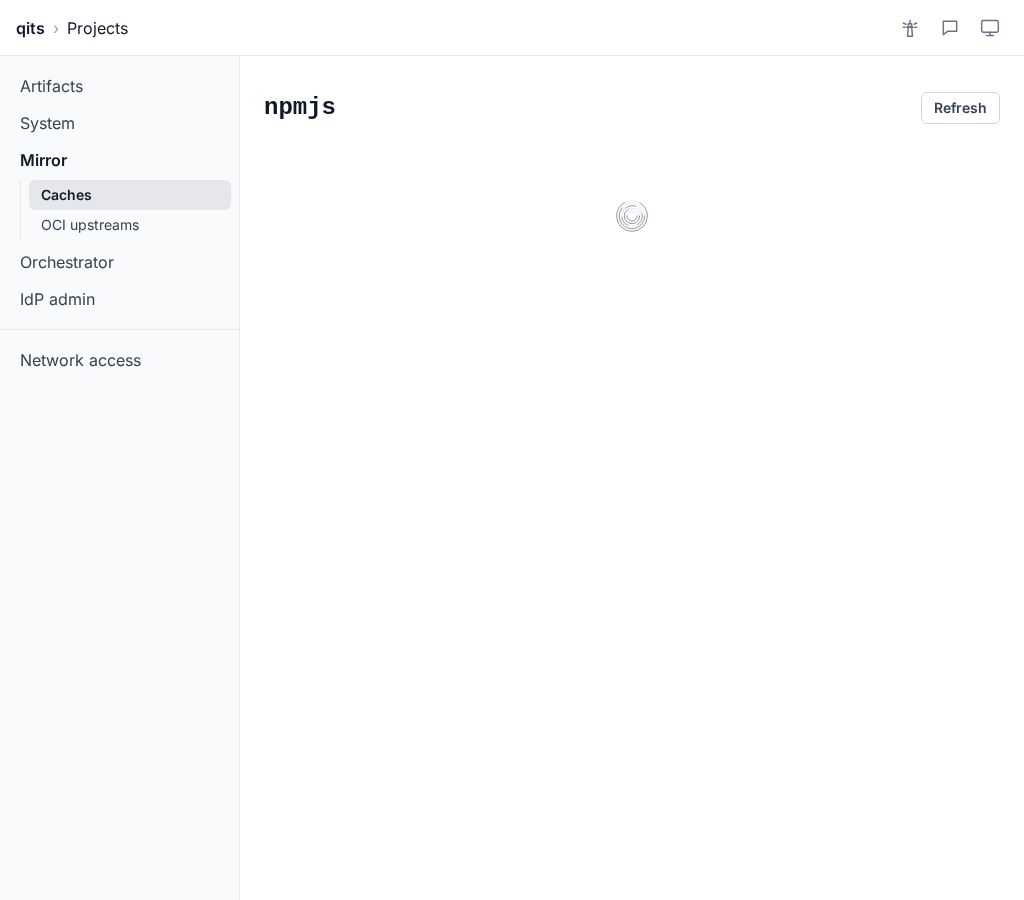 qits › Projects
Artifacts
System
Mirror
Caches
OCI upstreams
Orchestrator
IdP admin
Network access
npmjs
Refresh